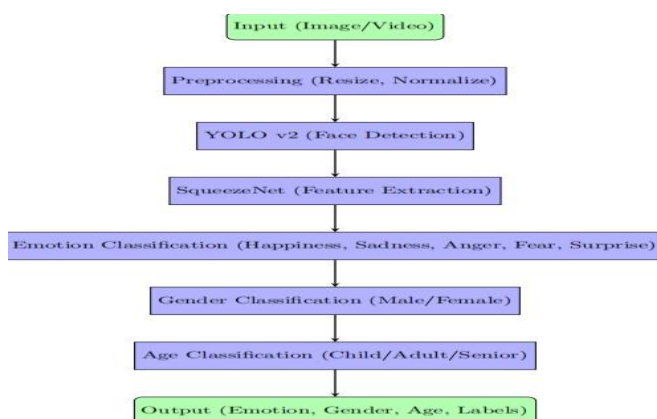 Input (Image/Video)
Preprocessing (Resize, Normalize)
YOLO v2 (Face Detection)
SqueezeNet (Feature Extraction)
Emotion Classification (Happiness, Sadness, Anger, Fear, Surprise)
Gender Classification (Male/Female)
Age Classification (Child/Adult/Senior)
Output (Emotion, Gender, Age, Labels)